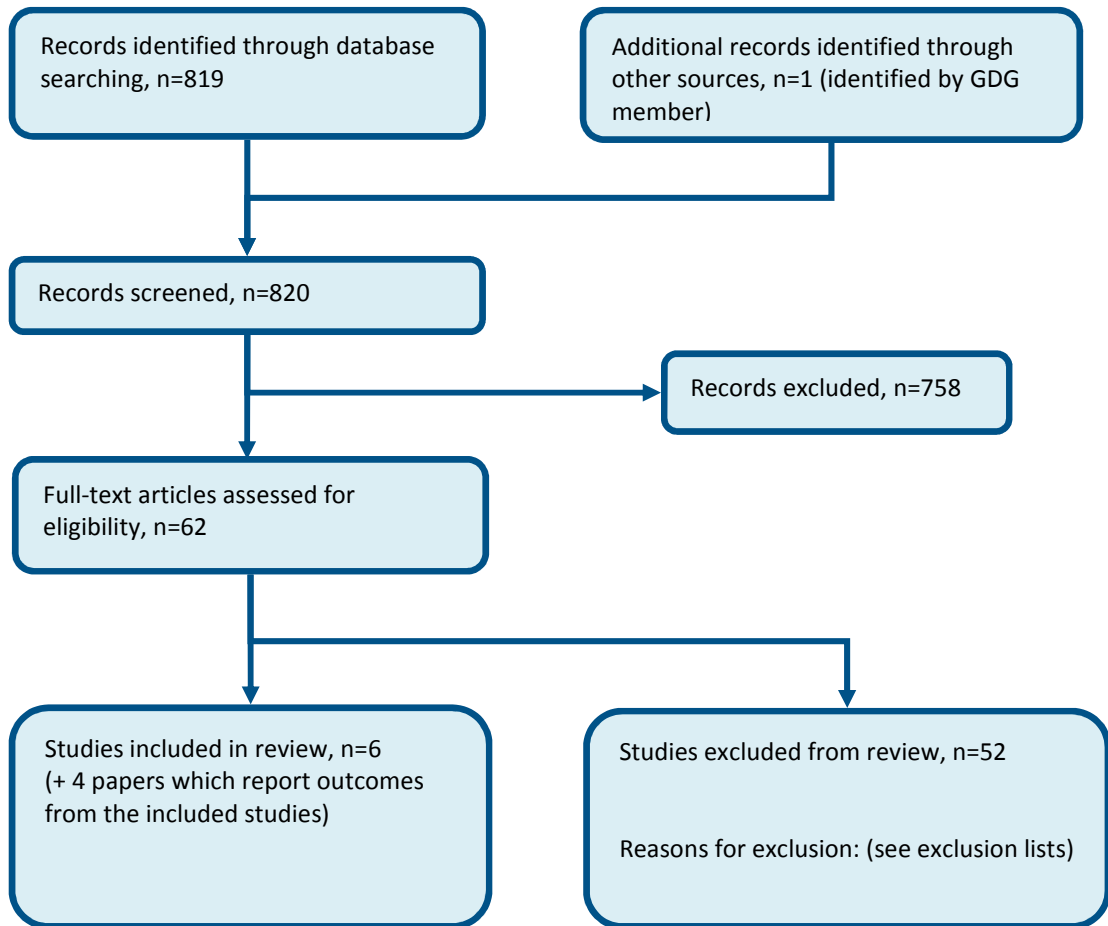 Records identified through database
searching, n=819
Additional records identified through
other sources, n=1 (identified by GDG
member)
Records screened, n=820
Records excluded, n=758
Full-text articles assessed for
eligibility, n=62
Studies included in review, n=6
(+ 4 papers which report outcomes
from the included studies)
Studies excluded from review, n=52
Reasons for exclusion: (see exclusion lists)